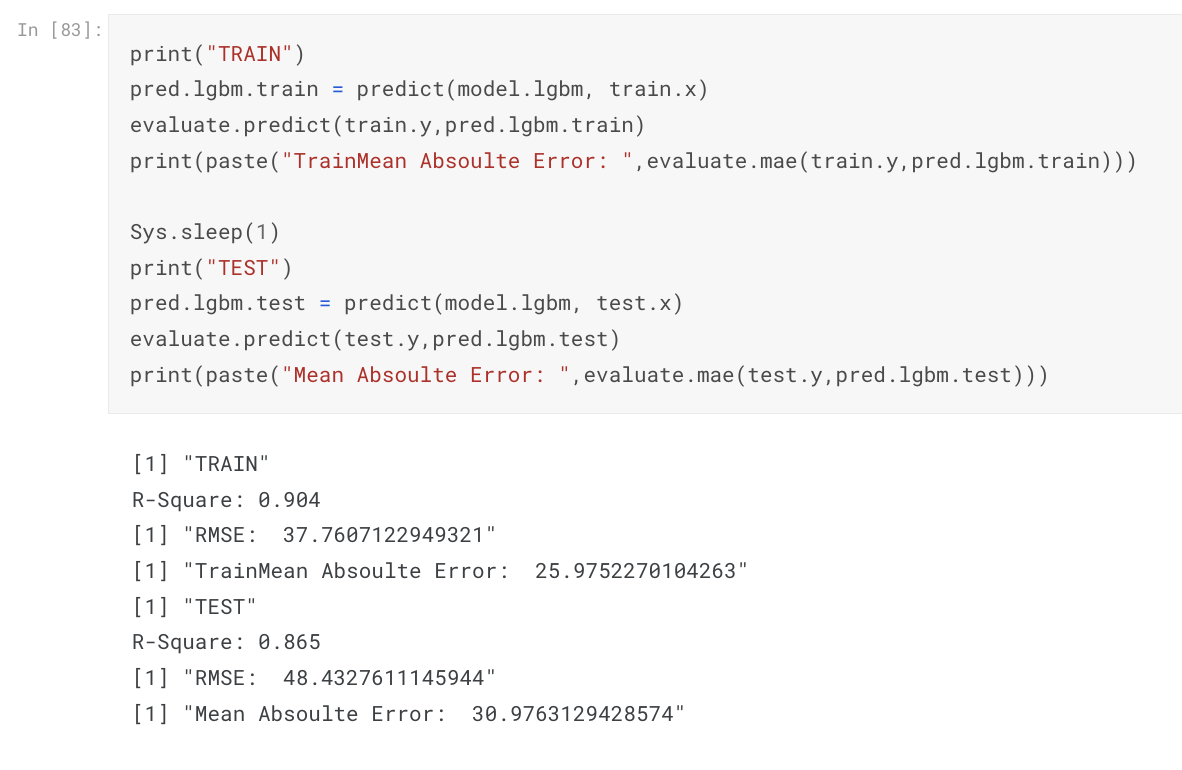 In [83]:
print("TRAIN")
pred.lgbm.train = predict(model.lgbm, train.x)
evaluate.predict(train.y,pred.lgbm.train)
print(paste("TrainMean Absoulte Error: ",evaluate.mae(train.y,pred.lgbm.train)))
Sys.sleep(1)
print("TEST")
pred.lgbm.test = predict(model.lgbm, test.x)
evaluate.predict(test.y,pred.lgbm.test)
print(paste("Mean Absoulte Error: ",evaluate.mae(test.y,pred.lgbm.test)))
[1] "TRAIN"
R-Square: 0.904
[1] "RMSE:  37.7607122949321"
[1] "TrainMean Absoulte Error:  25.9752270104263"
[1] "TEST"
R-Square: 0.865
[1] "RMSE:  48.4327611145944"
[1] "Mean Absoulte Error:  30.9763129428574"